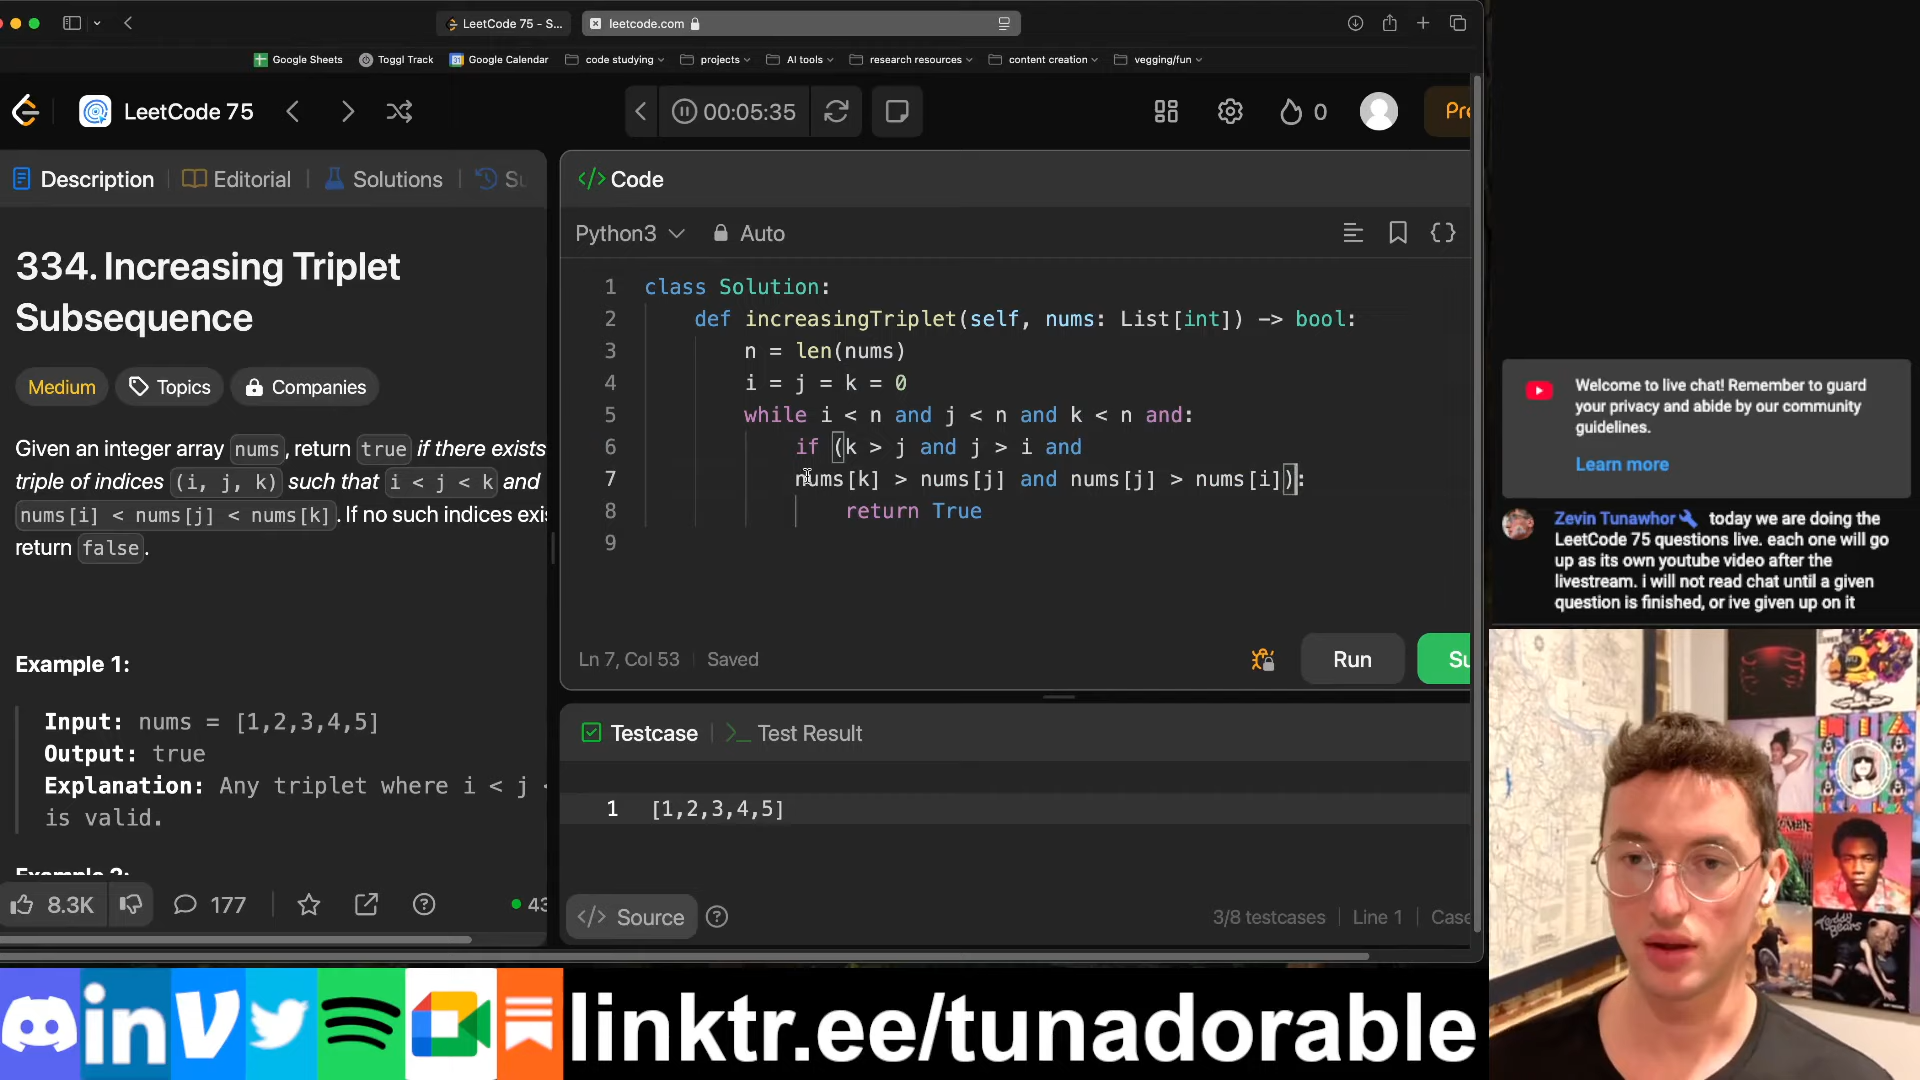 LeetCode 75 - S...
leetcode.com
Google Sheets
Toggl Track
Google Calendar
code studying
projects
AI tools
research resources
content creation
vegging/fun
LeetCode 75
00:05:35
0
Pre
Description
Editorial
Solutions
Su
334. Increasing Triplet
Subsequence
Medium
Topics
Companies
Given an integer array nums, return true if there exists
triple of indices (i, j, k) such that i < j < k and
nums[i] < nums[j] < nums[k]. If no such indices exis
return false.
Example 1:
Input: nums = [1,2,3,4,5]
Output: true
Explanation: Any triplet where i < j <
is valid.
8.3K
177
43
</> Code
Python3
Auto
1 class Solution:
2 def increasingTriplet(self, nums: List[int]) -> bool:
3 n = len(nums)
4 i = j = k = 0
5 while i < n and j < n and k < n and:
6 if (k > j and j > i and
7 nums[k] > nums[j] and nums[j] > nums[i]):
8 return True
9
Ln 7, Col 53
Saved
Run
Su
Testcase
Test Result
1 [1,2,3,4,5]
</> Source
3/8 testcases
Line 1
Case
Welcome to live chat! Remember to guard
your privacy and abide by our community
guidelines.
Learn more
Zevin Tunawhor today we are doing the
LeetCode 75 questions live. each one will go
up as its own youtube video after the
livestream. i will not read chat until a given
question is finished, or ive given up on it
linktr.ee/tunadorable